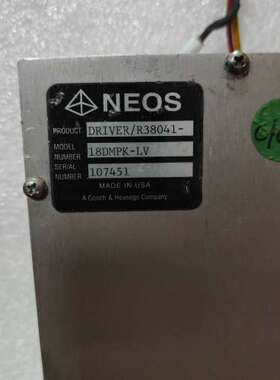 NEOS
PRODUCT DRIVER/R38041-
MODEL NUMBER 18DMPK-LV
SERIAL NUMBER 107451
MADE IN USA
A Gooch & Housego Company